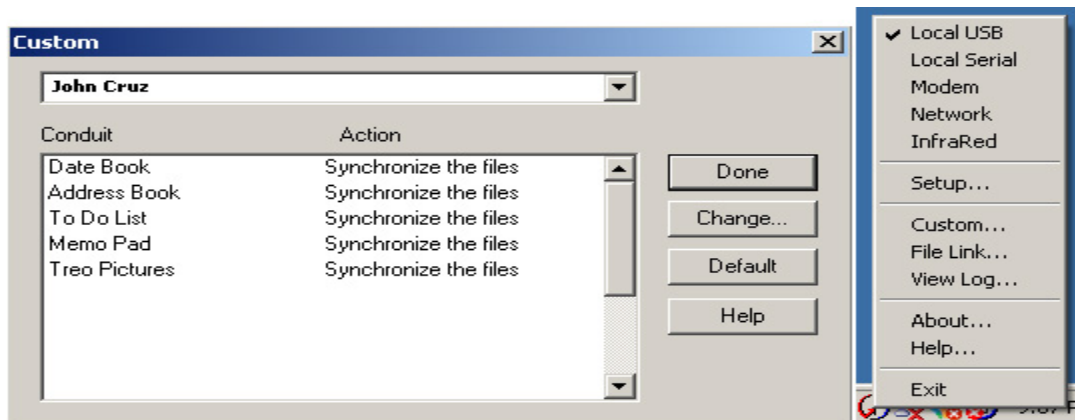 Custom
John Cruz
Conduit Action
Date Book Synchronize the files
Address Book Synchronize the files
To Do List Synchronize the files
Memo Pad Synchronize the files
Treo Pictures Synchronize the files
Done
Change...
Default
Help
Local USB
Local Serial
Modem
Network
InfraRed
Setup...
Custom...
File Link...
View Log...
About...
Help...
Exit